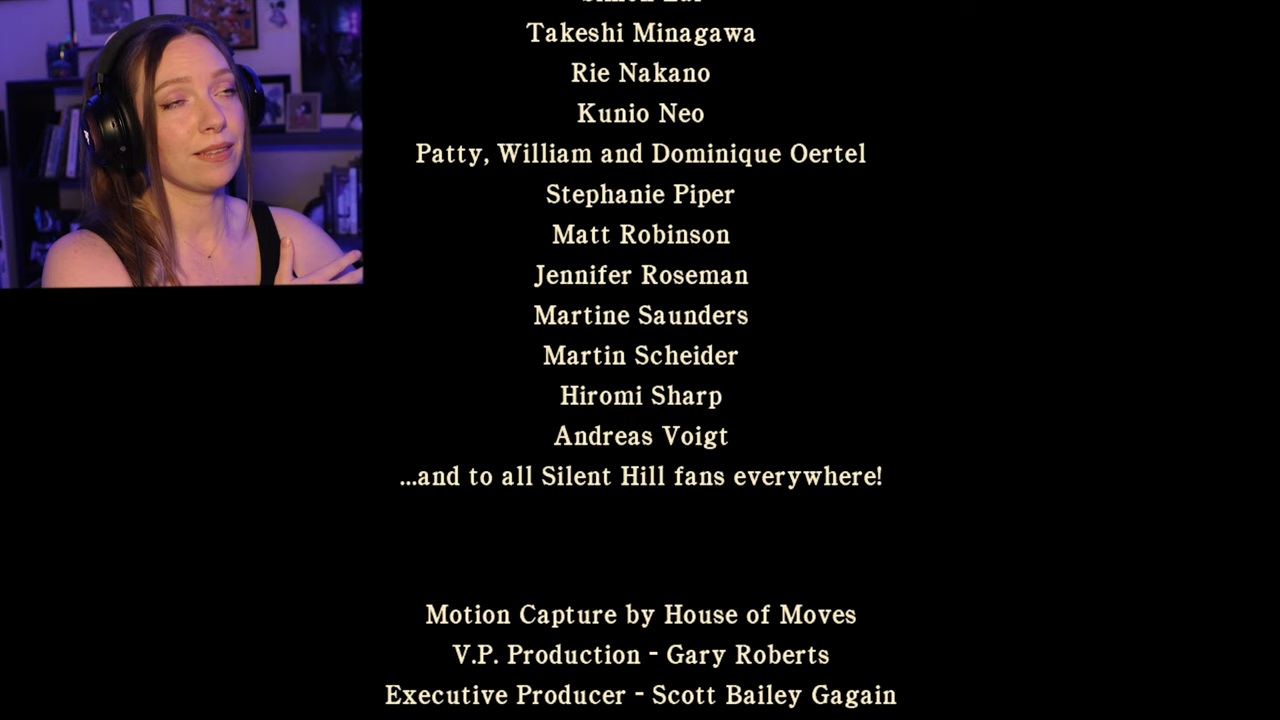 Takeshi Minagawa
Rie Nakano
Kunio Neo
Patty, William and Dominique Oertel
Stephanie Piper
Matt Robinson
Jennifer Roseman
Martine Saunders
Martin Scheider
Hiromi Sharp
Andreas Voigt
...and to all Silent Hill fans everywhere!
Motion Capture by House of Moves
V.P. Production - Gary Roberts
Executive Producer - Scott Bailey Gagain